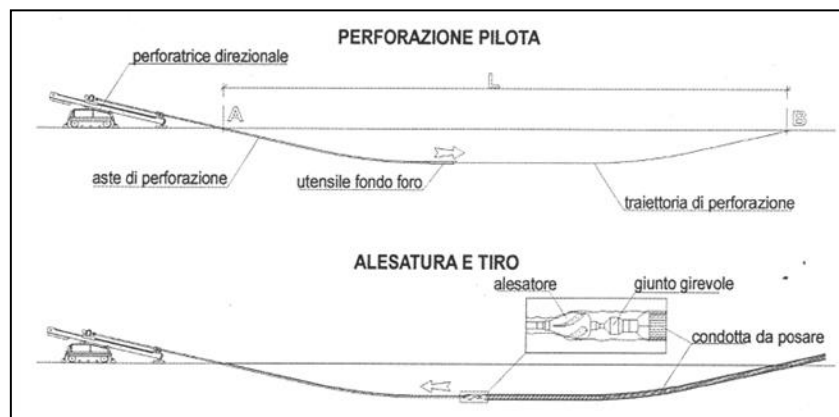 PERFORAZIONE PILOTA
perforatrice direzionale
L
A
B
aste di perforazione
utensile fondo foro
traiettoria di perforazione
ALESATURA E TIRO
alesatore
giunto girevole
condotta da posare